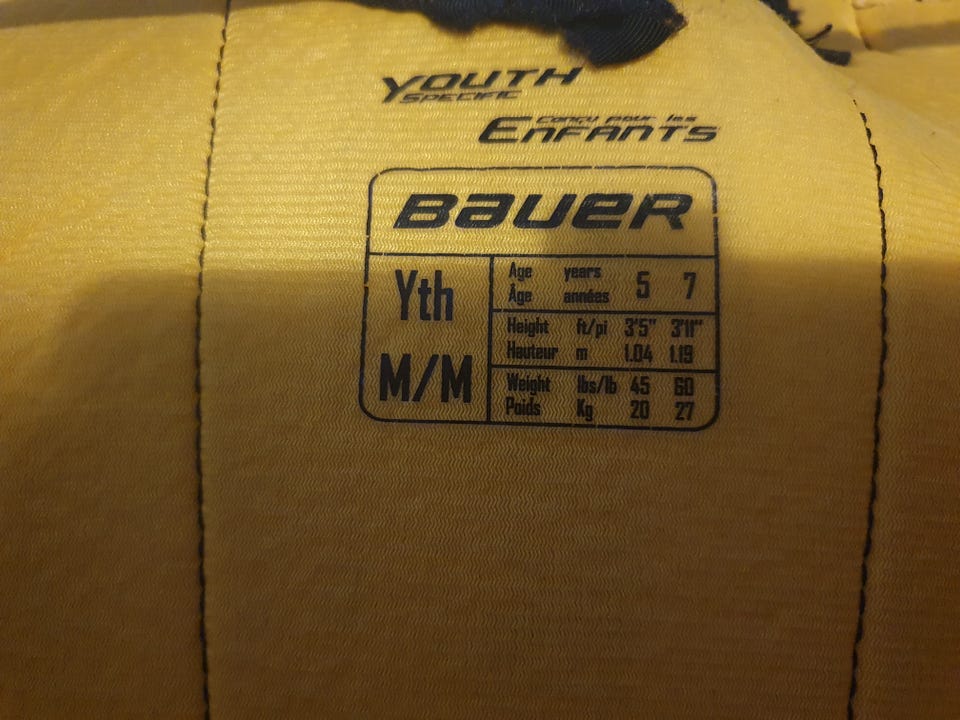 YOUTH
SPECIFIC
Conçu pour les
ENFANTS
BAUER
Yth
M/M
Age years 5 7
Âge années
Height ft/pi 3'5" 3'11"
Hauteur m 1.04 1.19
Weight lbs/lb 45 60
Poids Kg 20 27